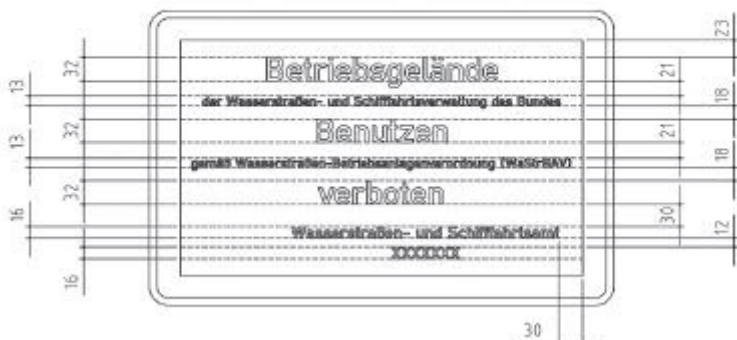 Betriebsgelände
der Wasserstraßen- und Schifffahrtsverwaltung des Bundes
Benutzen
gemäß Wasserstraßen-Betriebsanlagenverordnung (WaStrBAV)
verboten
Wasserstraßen- und Schifffahrtsamt
XXXXXXX
32
13
32
13
32
16
16
23
21
18
21
18
30
12
30